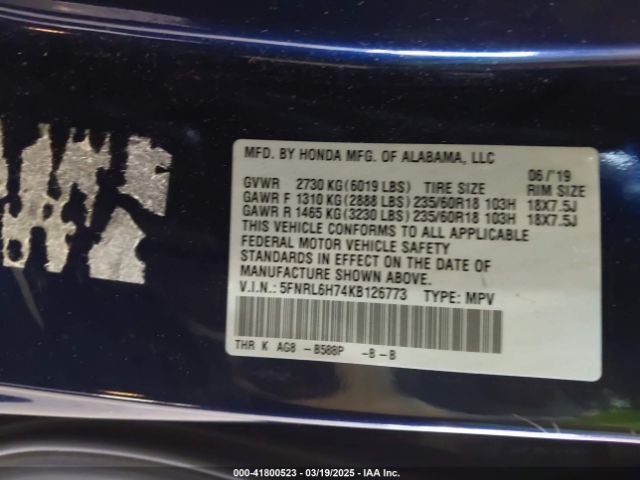 MFD. BY HONDA MFG. OF ALABAMA, LLC
06/'19
GVWR 2730 KG(6019 LBS) TIRE SIZE RIM SIZE
GAWR F 1310 KG(2888 LBS)235/60R18 103H 18X7.5J
GAWR R 1465 KG(3230 LBS)235/60R18 103H 18X7.5J
THIS VEHICLE CONFORMS TO ALL APPLICABLE
FEDERAL MOTOR VEHICLE SAFETY
STANDARDS IN EFFECT ON THE DATE OF
MANUFACTURE SHOWN ABOVE.
V.I.N.: 5FNRL6H74KB126773 TYPE: MPV
THR K AG8 -B588P -B-B
000-41800523 - 03/19/2025 - IAA Inc.